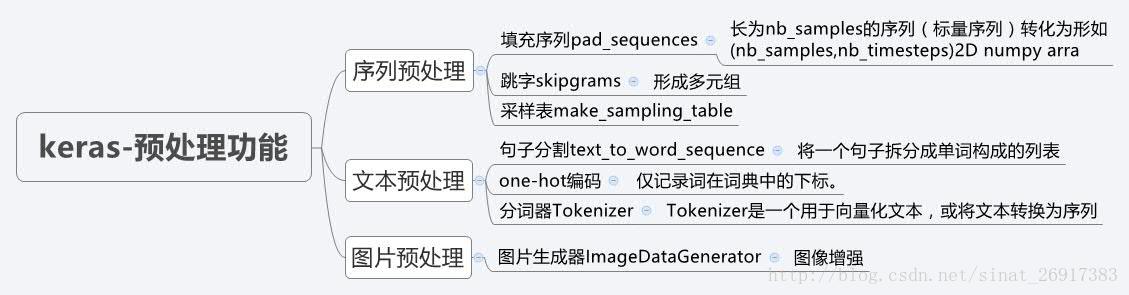 keras-预处理功能
序列预处理
填充序列pad_sequences
长为nb_samples的序列（标量序列）转化为形如
(nb_samples,nb_timesteps)2D numpy arra
跳字skipgrams
形成多元组
采样表make_sampling_table
文本预处理
句子分割text_to_word_sequence
将一个句子拆分成单词构成的列表
one-hot编码
仅记录词在词典中的下标。
分词器Tokenizer
Tokenizer是一个用于向量化文本，或将文本转换为序列
图片预处理
图片生成器ImageDataGenerator
图像增强
http://blog.csdn.net/sinat_26917383